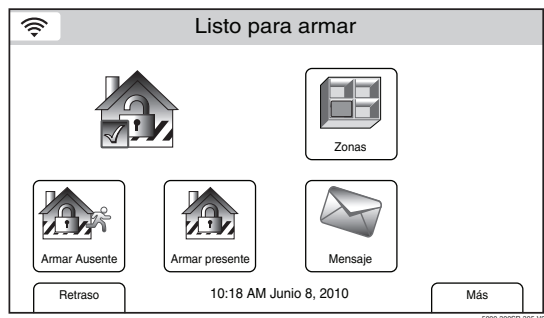 Listo para armar
Zonas
Armar Ausente
Armar presente
Mensaje
Retraso
10:18 AM Junio 8, 2010
Más